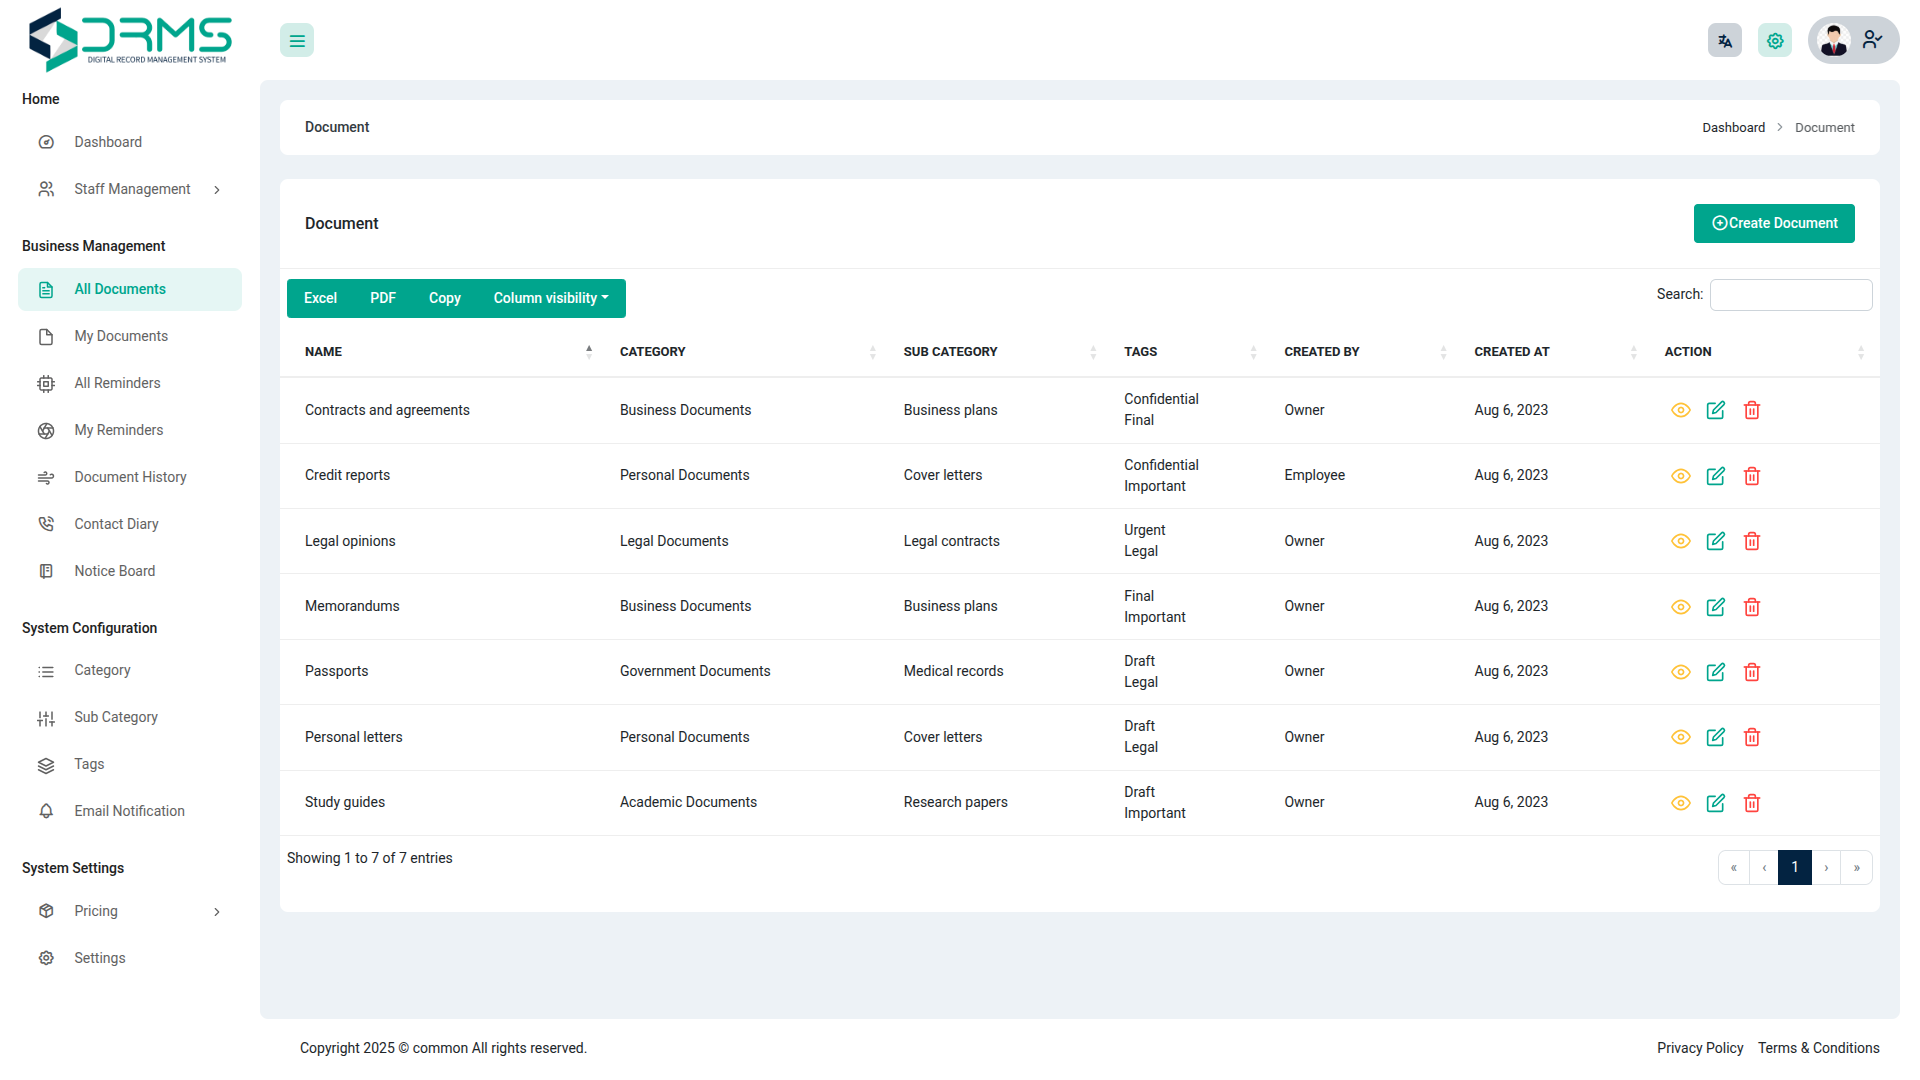 DRMS
DIGITAL RECORD MANAGEMENT SYSTEM
Home
Dashboard
Staff Management
Business Management
All Documents
My Documents
All Reminders
My Reminders
Document History
Contact Diary
Notice Board
System Configuration
Category
Sub Category
Tags
Email Notification
System Settings
Pricing
Settings
Document
Dashboard > Document
Document
Create Document
Excel PDF Copy Column visibility
Search:
NAME CATEGORY SUB CATEGORY TAGS CREATED BY CREATED AT ACTION
Contracts and agreements Business Documents Business plans Confidential Final Owner Aug 6, 2023
Credit reports Personal Documents Cover letters Confidential Important Employee Aug 6, 2023
Legal opinions Legal Documents Legal contracts Urgent Legal Owner Aug 6, 2023
Memorandums Business Documents Business plans Final Important Owner Aug 6, 2023
Passports Government Documents Medical records Draft Legal Owner Aug 6, 2023
Personal letters Personal Documents Cover letters Draft Legal Owner Aug 6, 2023
Study guides Academic Documents Research papers Draft Important Owner Aug 6, 2023
Showing 1 to 7 of 7 entries
« ‹ 1 › »
Copyright 2025 © common All rights reserved.
Privacy Policy Terms & Conditions